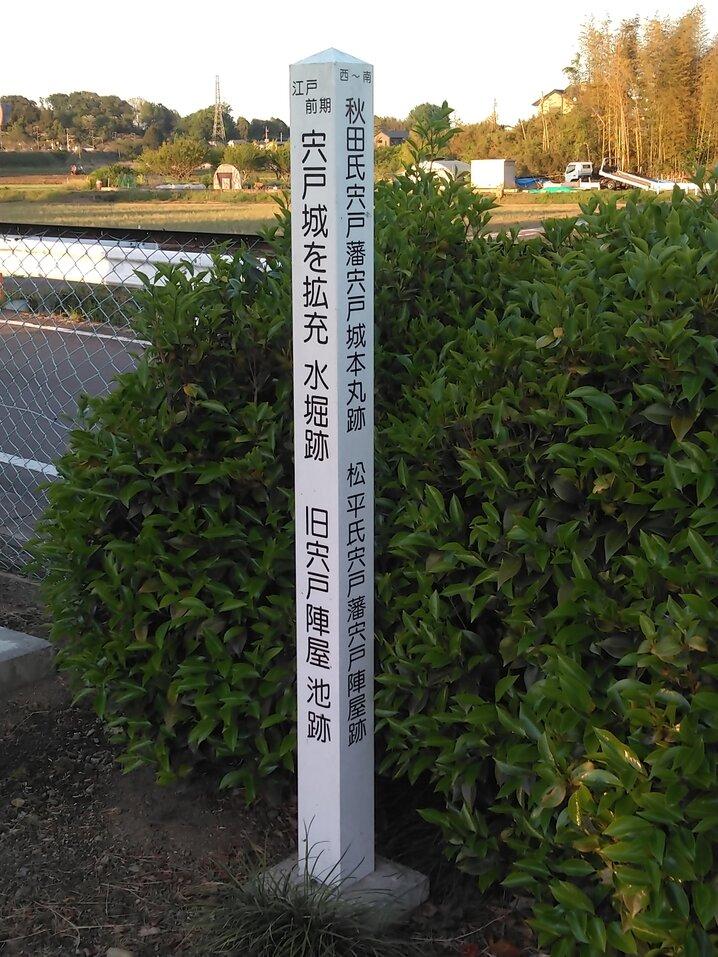 江戸
前期
宍戸城を拡充 水堀跡 旧宍戸陣屋池跡
西~南
秋田氏宍戸藩宍戸城本丸跡 松平氏宍戸藩宍戸陣屋跡